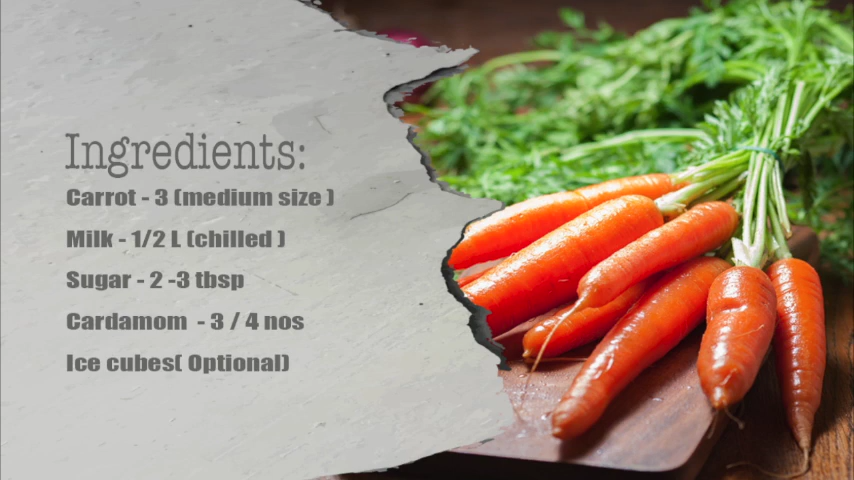 Ingredients:
Carrot - 3 (medium size )
Milk - 1/2 L (chilled )
Sugar - 2 -3 tbsp
Cardamom  - 3 / 4 nos
Ice cubes( Optional)